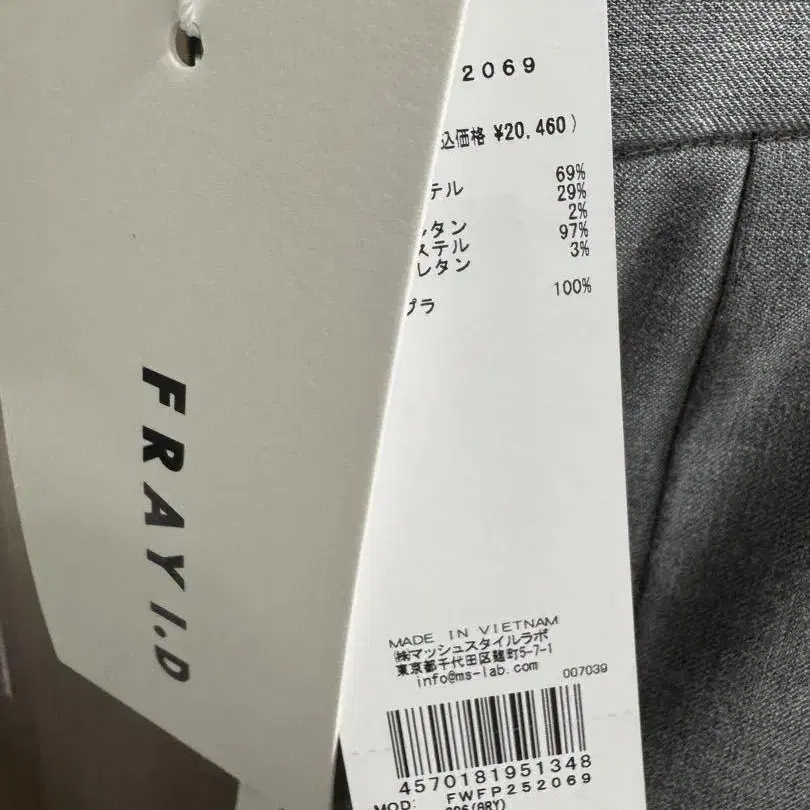 FRAY I.D
2069
込価格 ¥20,460)
69%
テル 29%
2%
タン 97%
ステル 3%
レタン
100%
プラ
MADE IN VIETNAM
㈱マッシュスタイルラボ
東京都千代田区麹町5-7-1
info@ms-lab.com
007039
4570181951348
MOD: FWFP252069